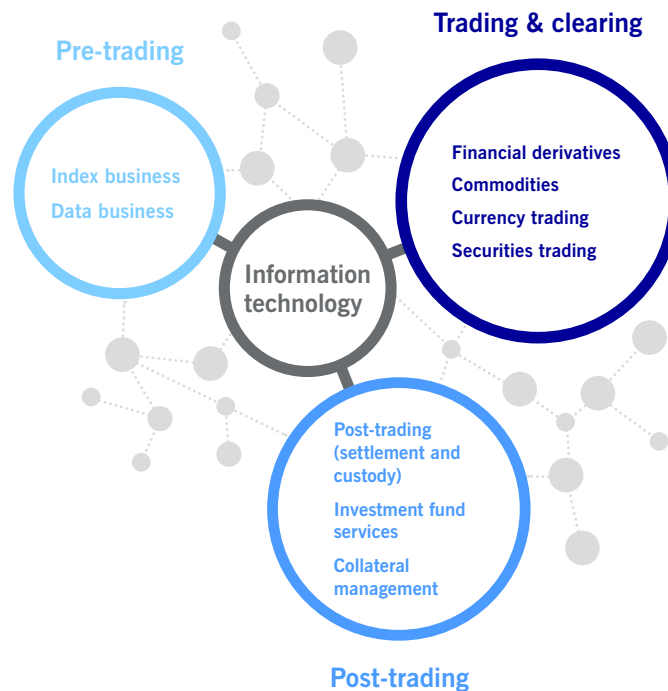 Trading & clearing
Pre-trading
Financial derivatives
Commodities
Currency trading
Securities trading
Index business
Data business
Information
technology
Post-trading
(settlement and
custody)
Investment fund
services
Collateral
management
Post-trading